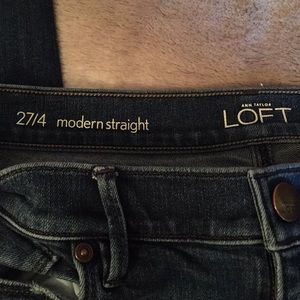 27/4 modern straight
ANN TAYLOR
LOFT